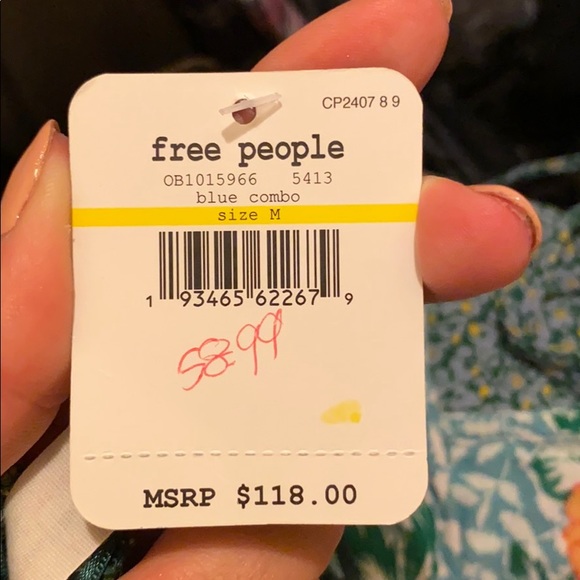 CP2407 8 9
free people
OB1015966 5413
blue combo
size M
1 93465 62267 9
58.99
MSRP $118.00